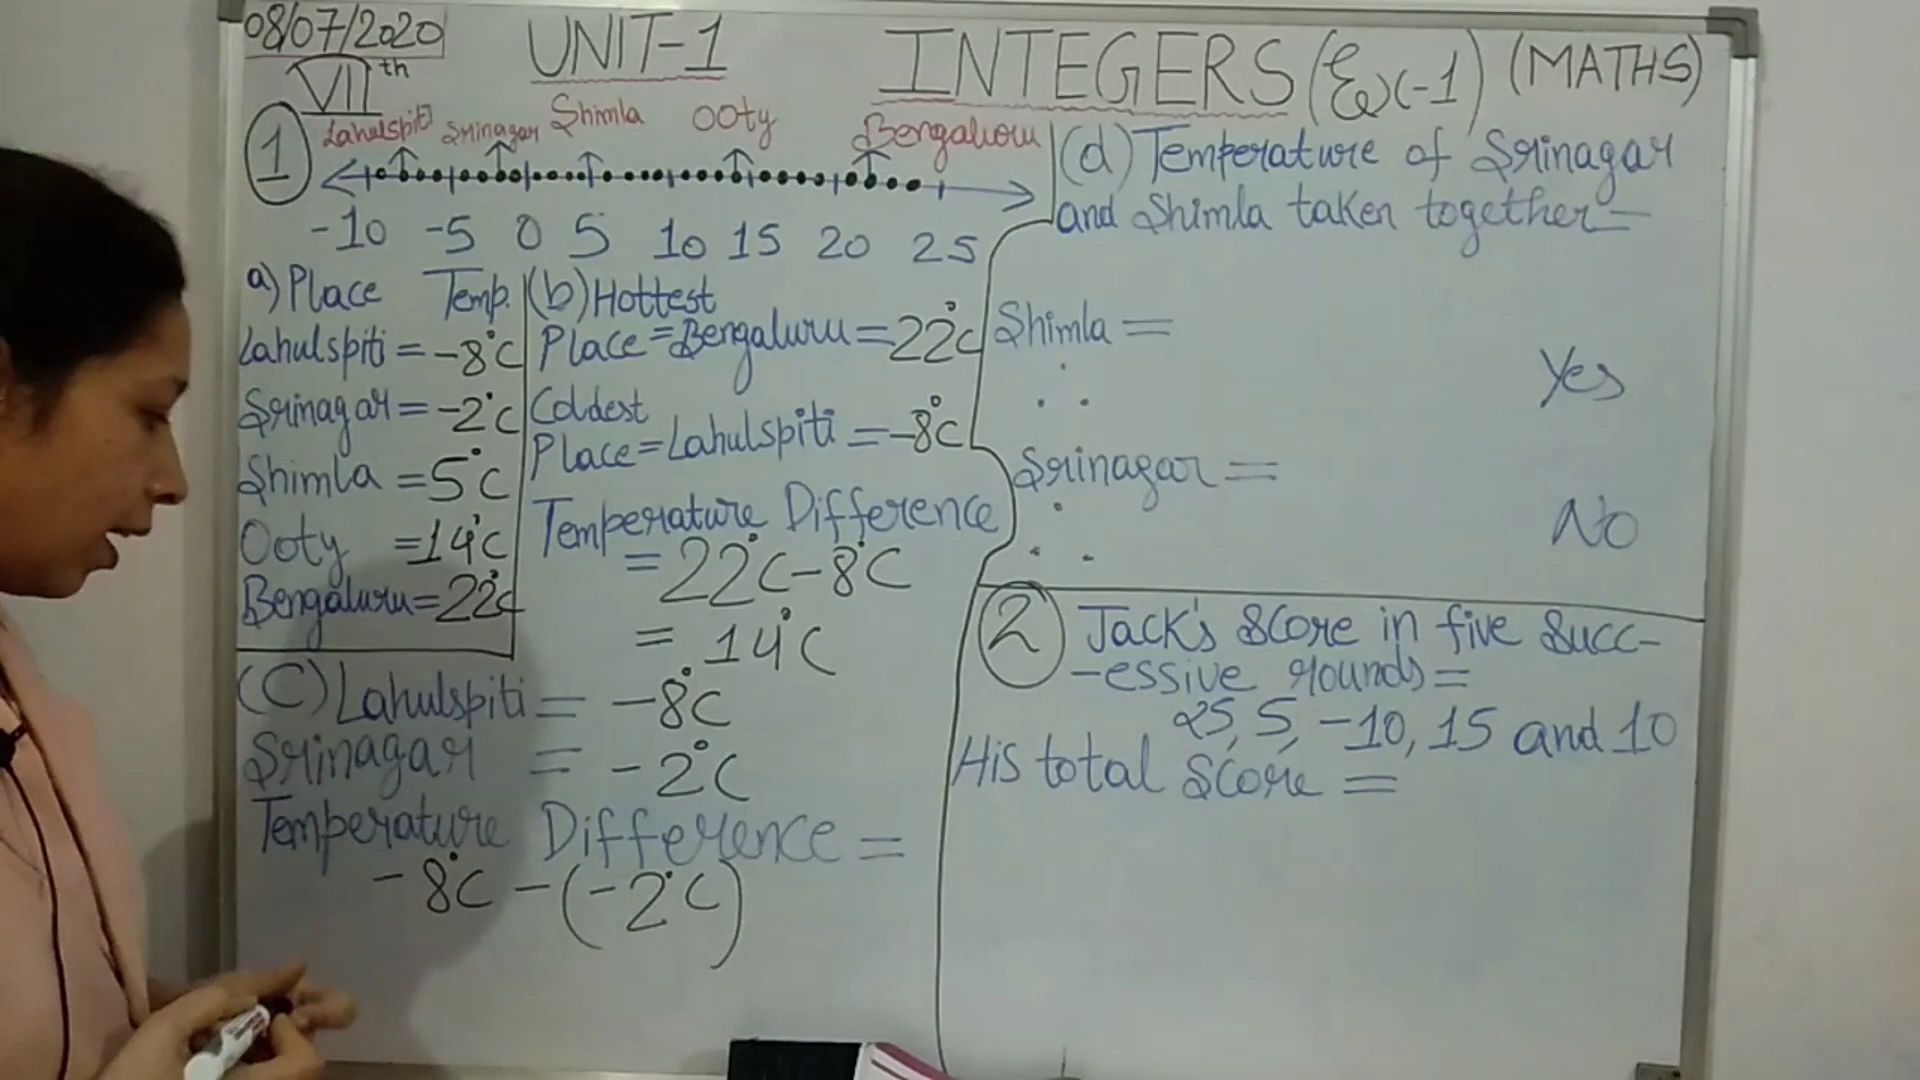 08/07/2020
VIIth
UNIT-1
INTEGERS (Ex-1) (MATHS)
1
Lahulspiti Srinagar Shimla Ooty Bengaluru
-10 -5 0 5 10 15 20 25
a) Place Temp.
Lahulspiti = -8°C
Srinagar = -2°C
Shimla = 5°C
Ooty = 14°C
Bengaluru = 22°C
(b) Hottest
Place = Bengaluru = 22°C
Coldest
Place = Lahulspiti = -8°C
Temperature Difference
= 22°C-8°C
= 14°C
(C) Lahulspiti = -8°C
Srinagar = -2°C
Temperature Difference =
-8°C - (-2°C)
(d) Temperature of Srinagar
and Shimla taken together =
Shimla =
Yes
Srinagar =
No
2 Jack's Score in five Succ-
-essive rounds =
25, 5, -10, 15 and 10
His total Score =